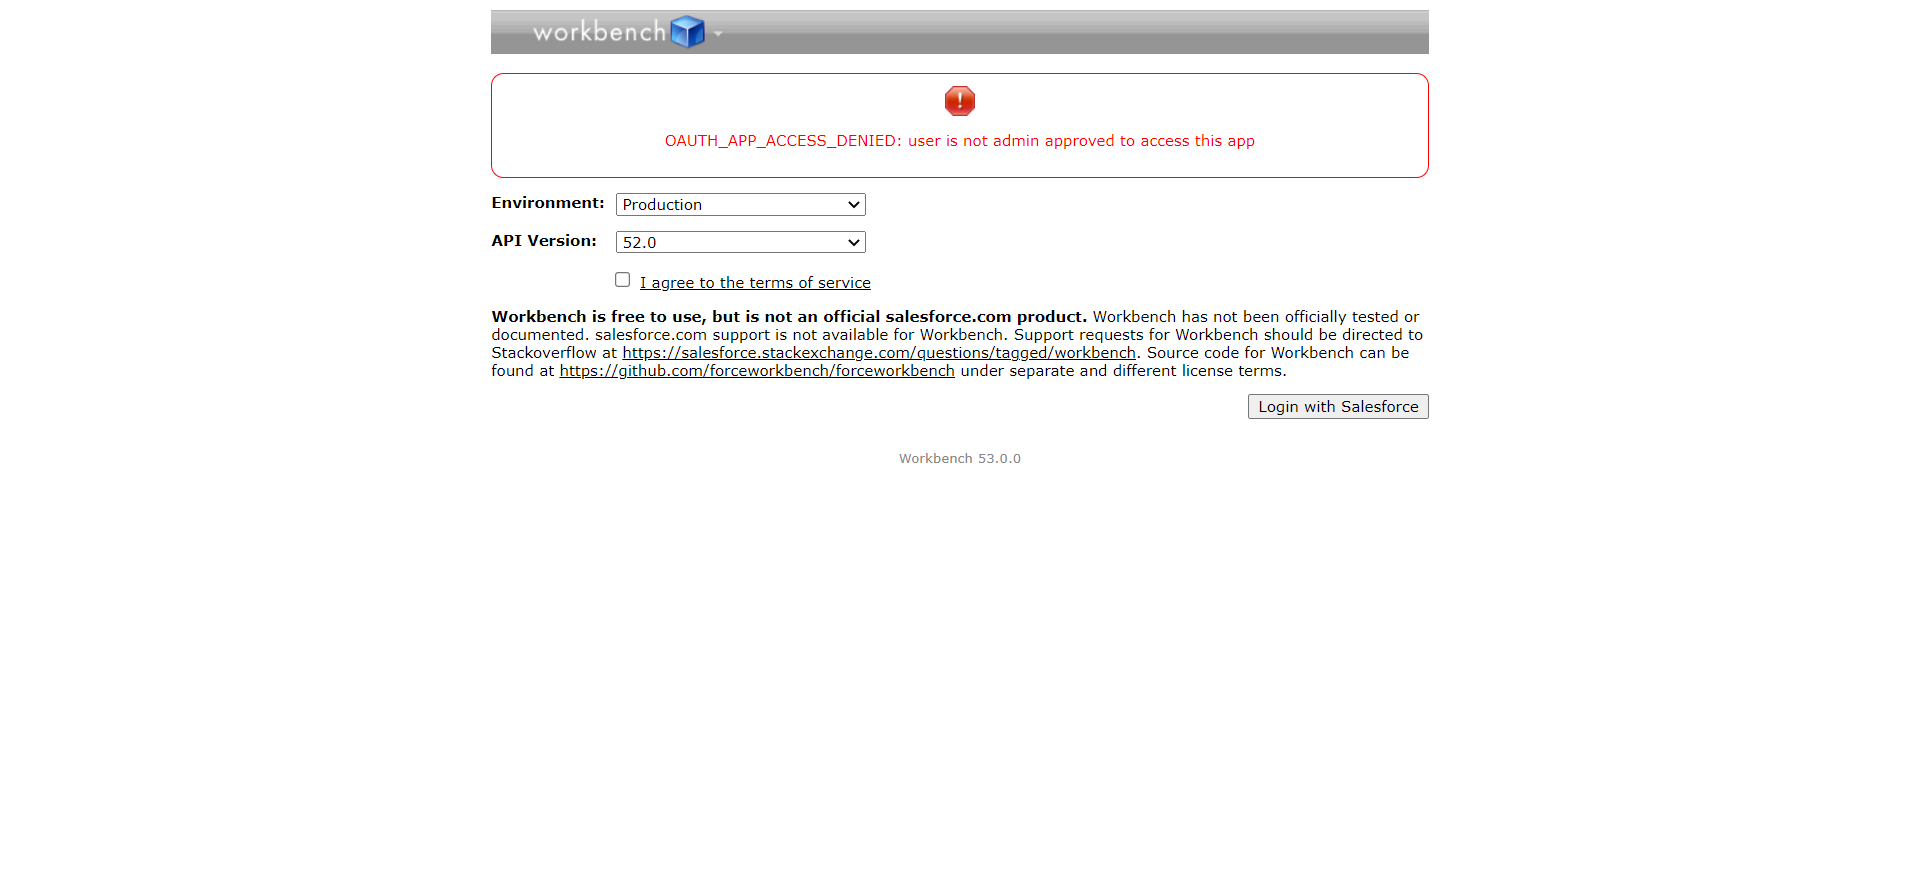 workbench
OAUTH_APP_ACCESS_DENIED: user is not admin approved to access this app
Environment: Production
API Version: 52.0
I agree to the terms of service
Workbench is free to use, but is not an official salesforce.com product. Workbench has not been officially tested or
documented. salesforce.com support is not available for Workbench. Support requests for Workbench should be directed to
Stackoverflow at https://salesforce.stackexchange.com/questions/tagged/workbench. Source code for Workbench can be
found at https://github.com/forceworkbench/forceworkbench under separate and different license terms.
Login with Salesforce
Workbench 53.0.0